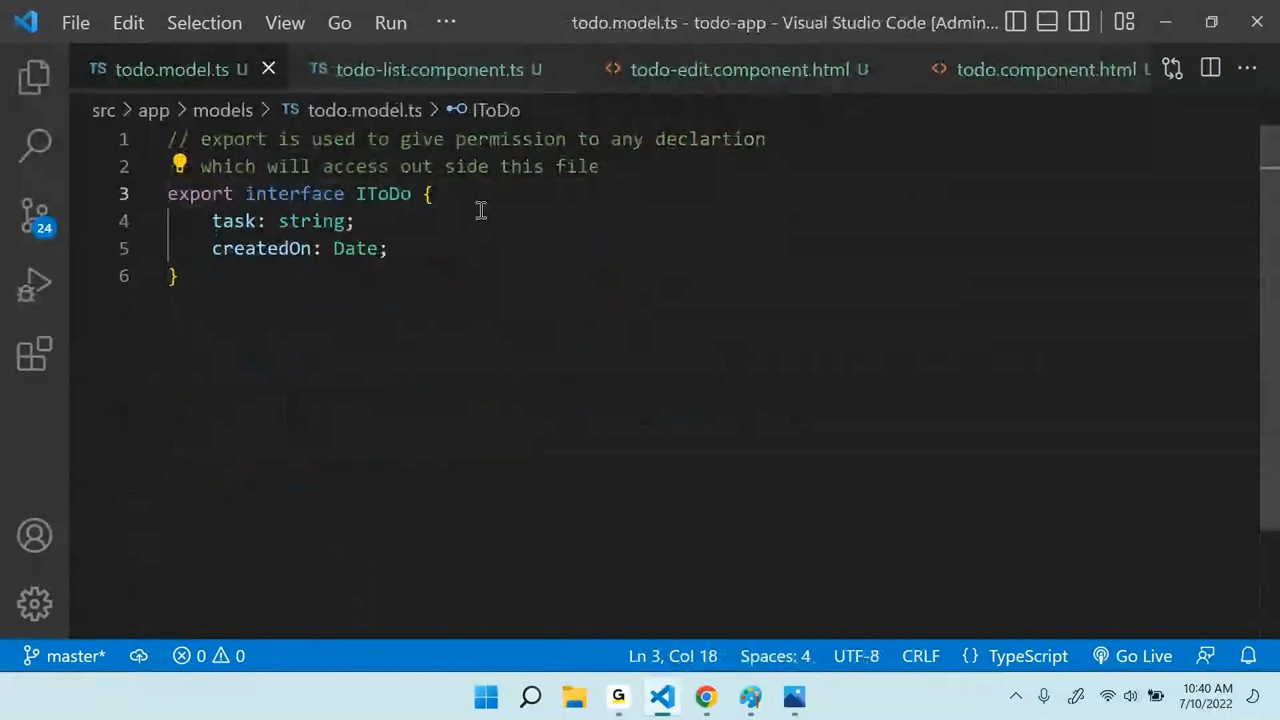 File Edit Selection View Go Run ··· todo.model.ts - todo-app - Visual Studio Code [Admin...
TS todo.model.ts U TS todo-list.component.ts U <> todo-edit.component.html U <> todo.component.html U
src > app > models > TS todo.model.ts > IToDo
1 // export is used to give permission to any declartion
2 // which will access out side this file
3 export interface IToDo {
4 task: string;
5 createdOn: Date;
6 }
24
master* 0 0 Ln 3, Col 18 Spaces: 4 UTF-8 CRLF {} TypeScript Go Live
G 10:40 AM
7/10/2022